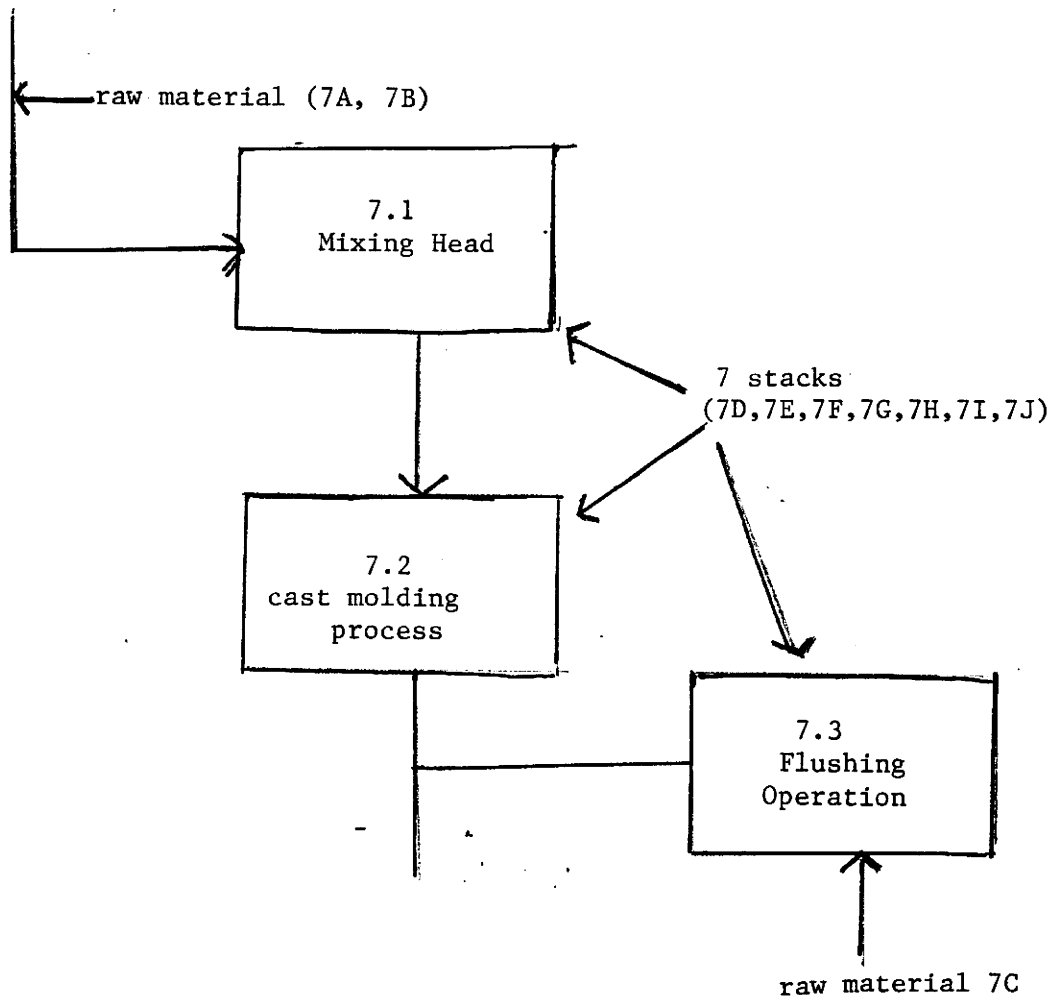 raw material (7A, 7B)
7.1
Mixing Head
7 stacks
(7D,7E,7F,7G,7H,7I,7J)
7.2
cast molding
process
7.3
Flushing
Operation
raw material 7C